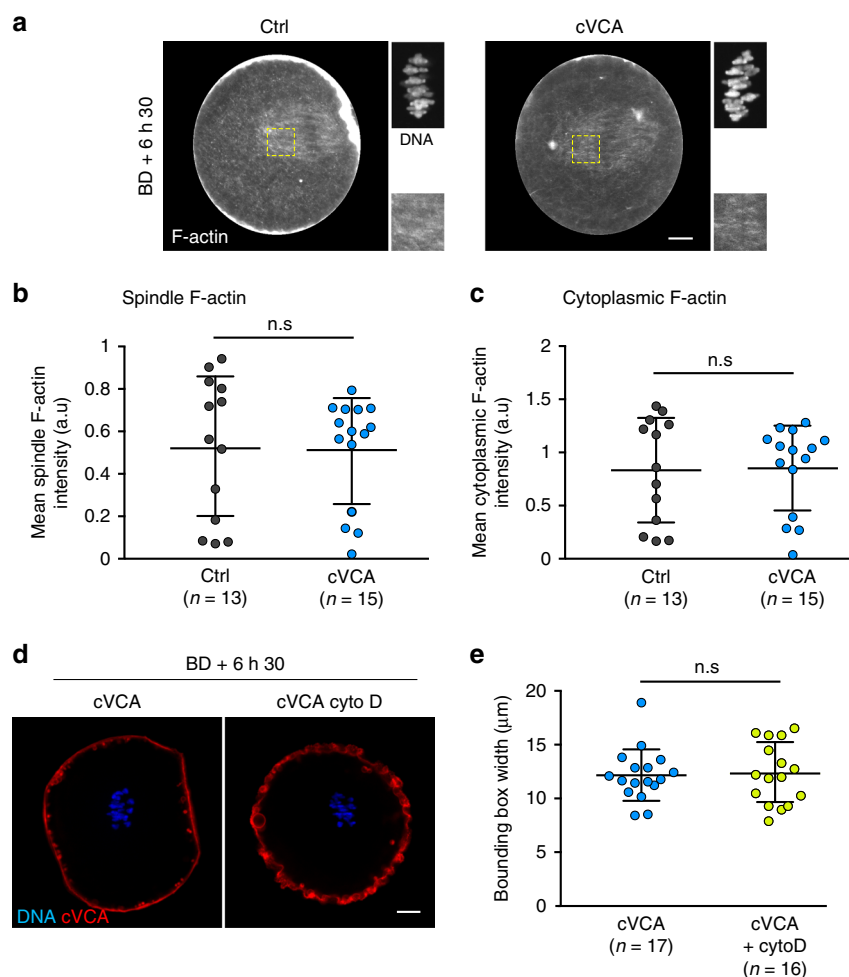 a
Ctrl
cVCA
BD + 6 h 30
DNA
F-actin
b
Spindle F-actin
n.s
Mean spindle F-actin
intensity (a.u)
1
0.8
0.6
0.4
0.2
0
Ctrl
(n = 13)
cVCA
(n = 15)
c
Cytoplasmic F-actin
n.s
Mean cytoplasmic F-actin
intensity (a.u)
2
1.5
1
0.5
0
Ctrl
(n = 13)
cVCA
(n = 15)
d
BD + 6 h 30
cVCA
cVCA cyto D
DNA cVCA
e
n.s
Bounding box width (μm)
20
15
10
5
0
cVCA
(n = 17)
cVCA
+ cytoD
(n = 16)